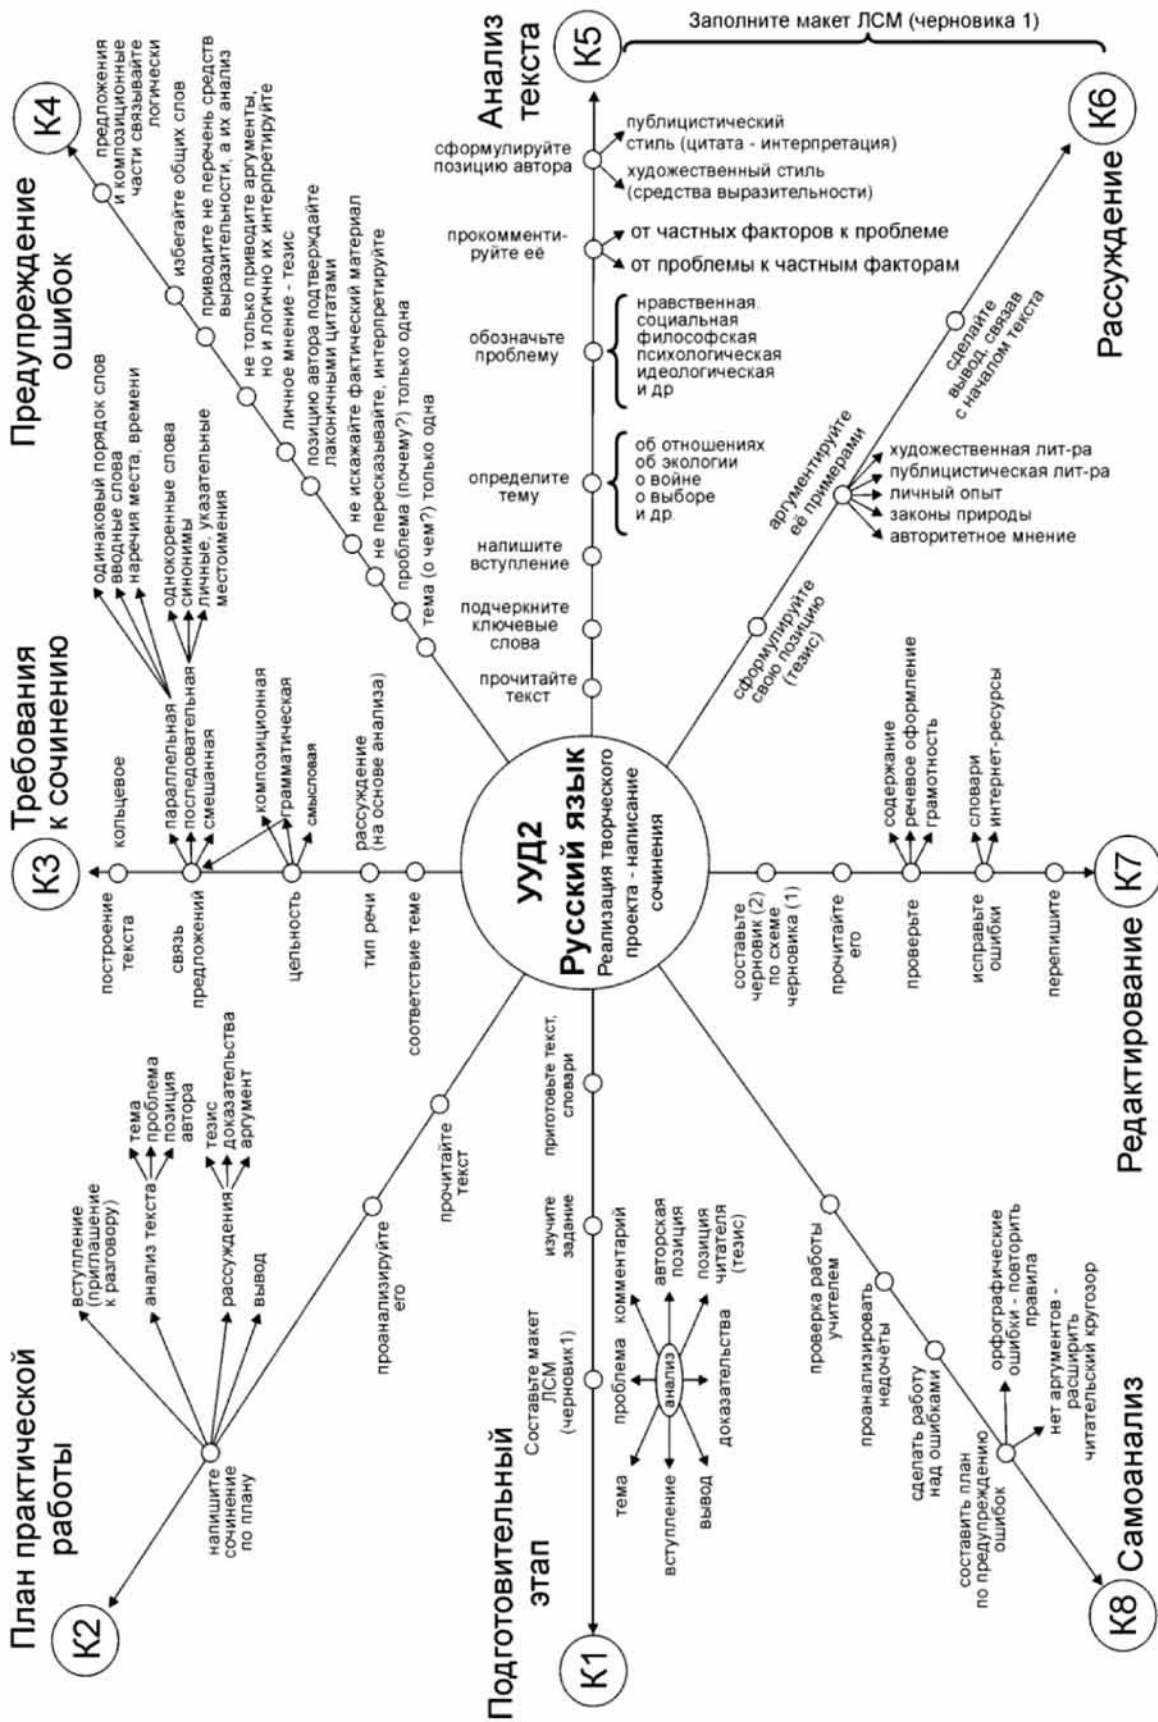 УУД2
Русский язык
Реализация творческого
проекта - написание
сочинения
К1
Подготовительный
этап
приготовьте текст,
словари
изучите
задание
Составьте макет
ЛСМ
(черновик1)
анализ
вступление
тема
проблема
комментарий
авторская
позиция
позиция
читателя
(тезис)
доказательства
вывод
К2
План практической
работы
прочитайте
текст
проанализируйте
его
напишите
сочинение
по плану
вступление
(приглашение
к разговору)
анализ текста
тема
проблема
позиция
автора
рассуждения
тезис
доказательства
аргумент
вывод
К3
Требования
к сочинению
соответствие теме
тип речи
рассуждение
(на основе анализа)
цельность
композиционная
грамматическая
смысловая
связь
предложений
параллельная
последовательная
смешанная
одинаковый порядок слов
вводные слова
наречия места, времени
однокоренные слова
синонимы
личные, указательные
местоимения
построение
текста
кольцевое
К4
Предупреждение
ошибок
тема (о чем?) только одна
проблема (почему?) только одна
не пересказывайте, интерпретируйте
не искажайте фактический материал
позицию автора подтверждайте
лаконичными цитатами
личное мнение - тезис
не только приводите аргументы,
но и логично их интерпретируйте
приводите не перечень средств
выразительности, а их анализ
избегайте общих слов
предложения
и композиционные
части связывайте
логически
К5
Анализ
текста
прочитайте
текст
подчеркните
ключевые
слова
напишите
вступление
определите
тему
об отношениях
об экологии
о войне
о выборе
и др.
обозначьте
проблему
нравственная.
социальная
философская
психологическая
идеологическая
и др
прокомменти-
руйте её
от частных факторов к проблеме
от проблемы к частным факторам
сформулируйте
позицию автора
публицистический
стиль (цитата - интерпретация)
художественный стиль
(средства выразительности)
Заполните макет ЛСМ (черновика 1)
К6
Рассуждение
сформулируйте
свою позицию
(тезис)
аргументируйте
её примерами
художественная лит-ра
публицистическая лит-ра
личный опыт
законы природы
авторитетное мнение
сделайте
вывод, связав
с началом текста
К7
Редактирование
составьте
черновик (2)
по схеме
черновика (1)
прочитайте
его
проверьте
содержание
речевое оформление
грамотность
исправьте
ошибки
словари
интернет-ресурсы
перепишите
К8
Самоанализ
проверка работы
учителем
проанализировать
недочёты
сделать работу
над ошибками
составить план
по предупреждению
ошибок
орфографические
ошибки - повторить
правила
нет аргументов -
расширить
читательский кругозор